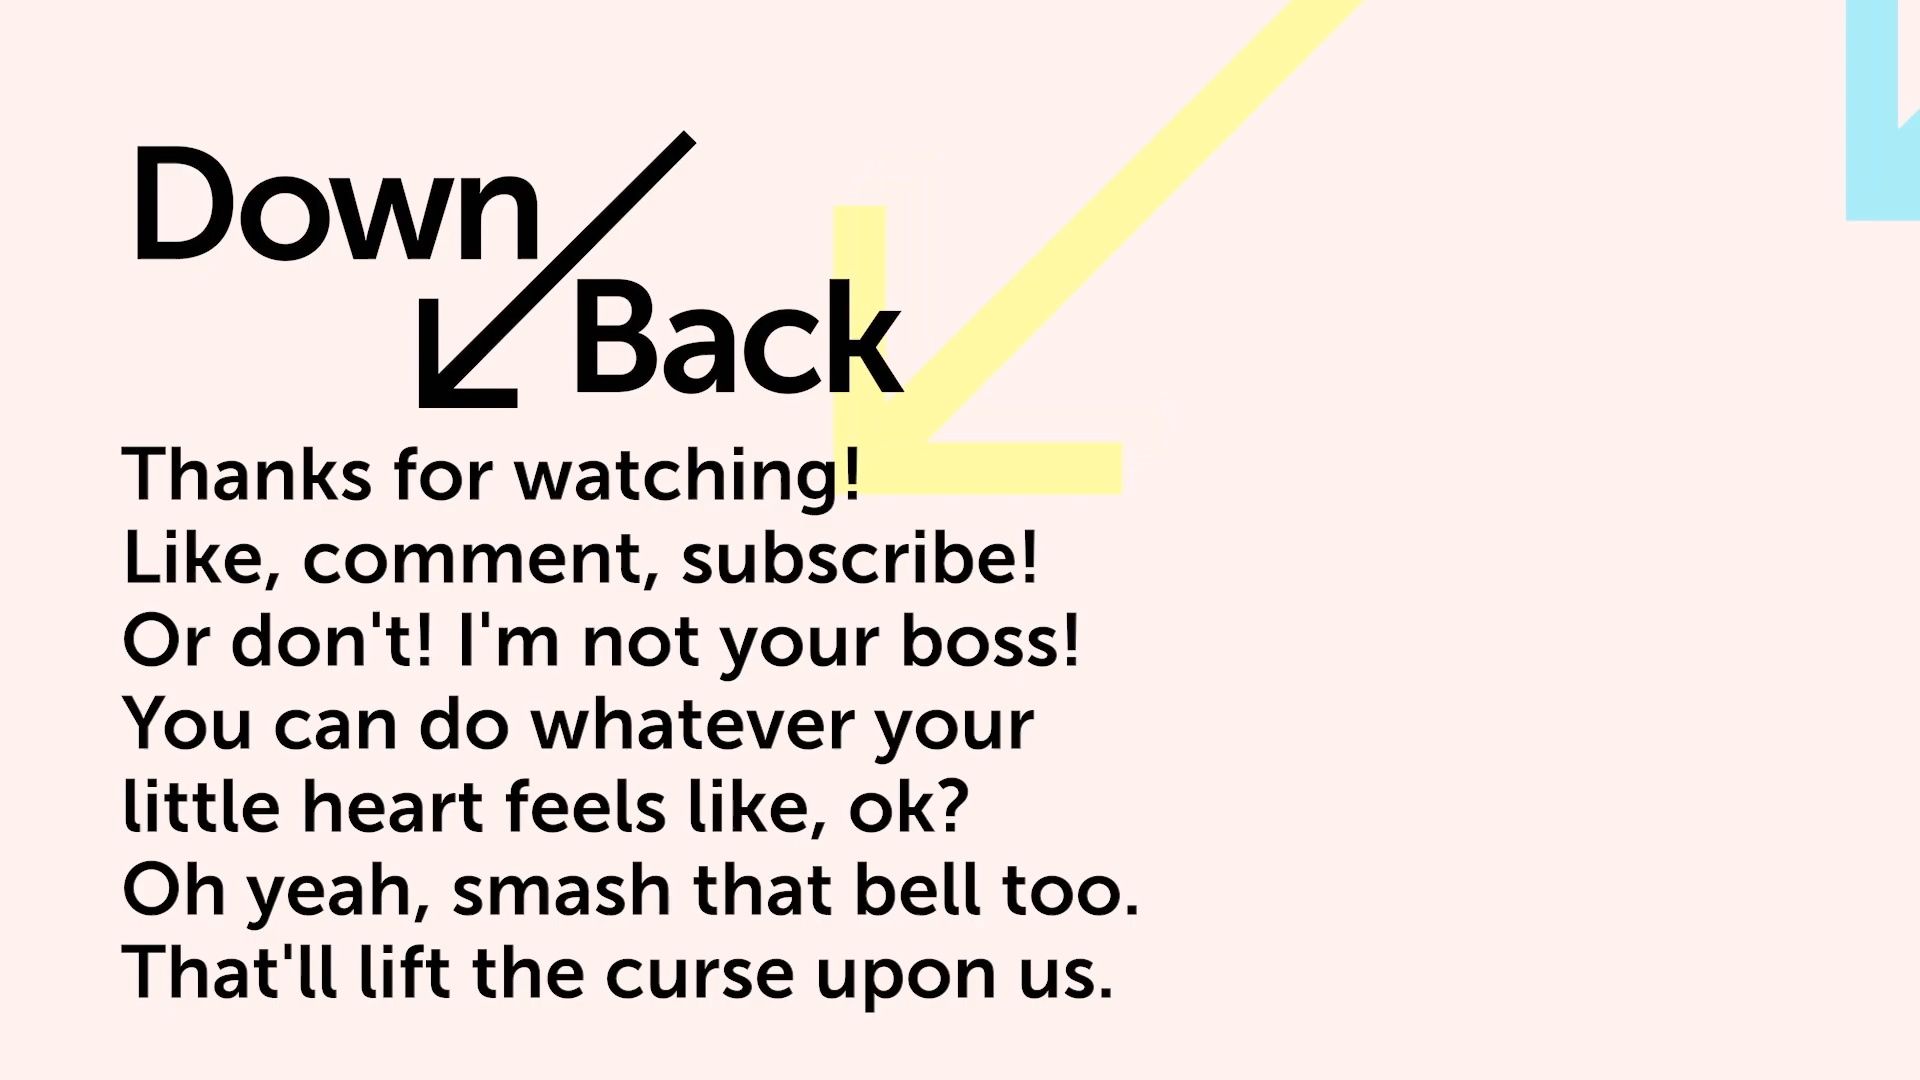 Down
Back
Thanks for watching!
Like, comment, subscribe!
Or don't! I'm not your boss!
You can do whatever your
little heart feels like, ok?
Oh yeah, smash that bell too.
That'll lift the curse upon us.